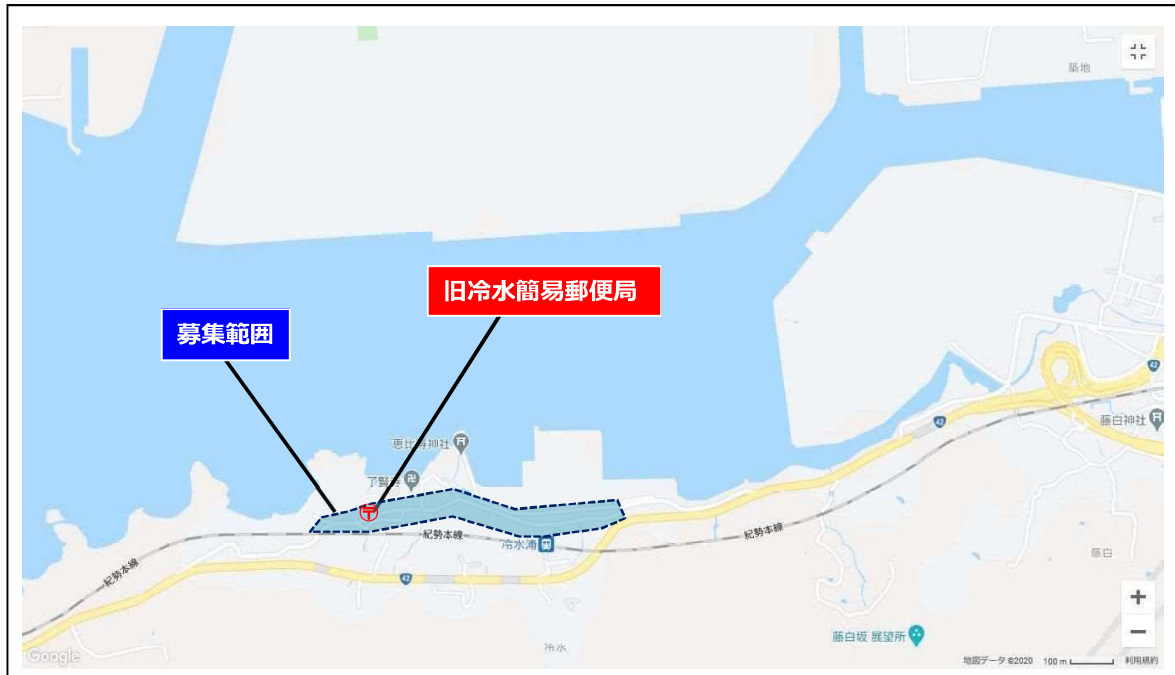 築地
旧冷水簡易郵便局
募集範囲
42
藤白神社
42
恵比寿神社
了賢寺
紀勢本線
冷水浦
紀勢本線
紀勢本線
42
藤白
冷水
藤白坂 展望所
+
−
Google
地図データ ©2020 100 m 利用規約